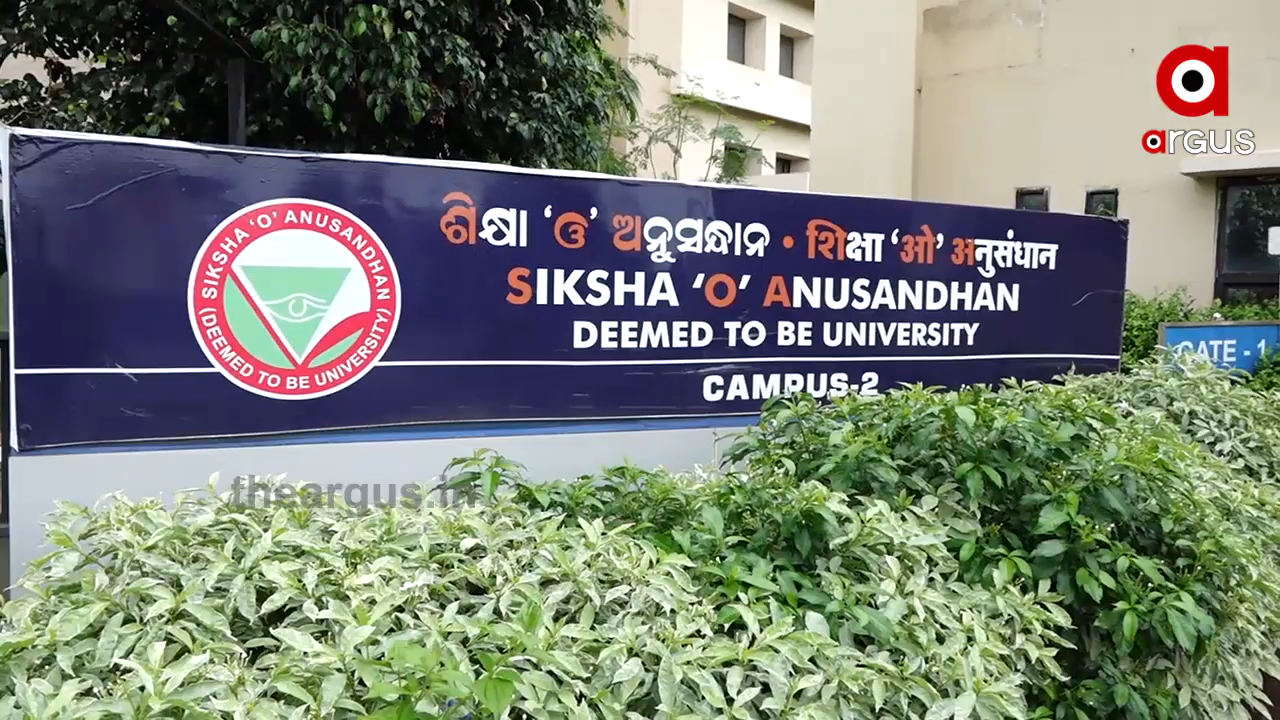 argus
ଶିକ୍ଷା ‘ଓ’ ଅନୁସନ୍ଧାନ • शिक्षा ‘ओ’ अनुसंधान
SIKSHA ‘O’ ANUSANDHAN
DEEMED TO BE UNIVERSITY
CAMPUS-2
SIKSHA ‘O’ ANUSANDHAN
(DEEMED TO BE UNIVERSITY)
GATE - 1
theargus.in